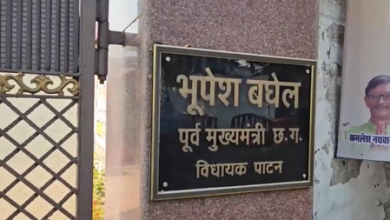 भूपेश बघेल
पूर्व मुख्यमंत्री छ.ग.
विधायक पाटन